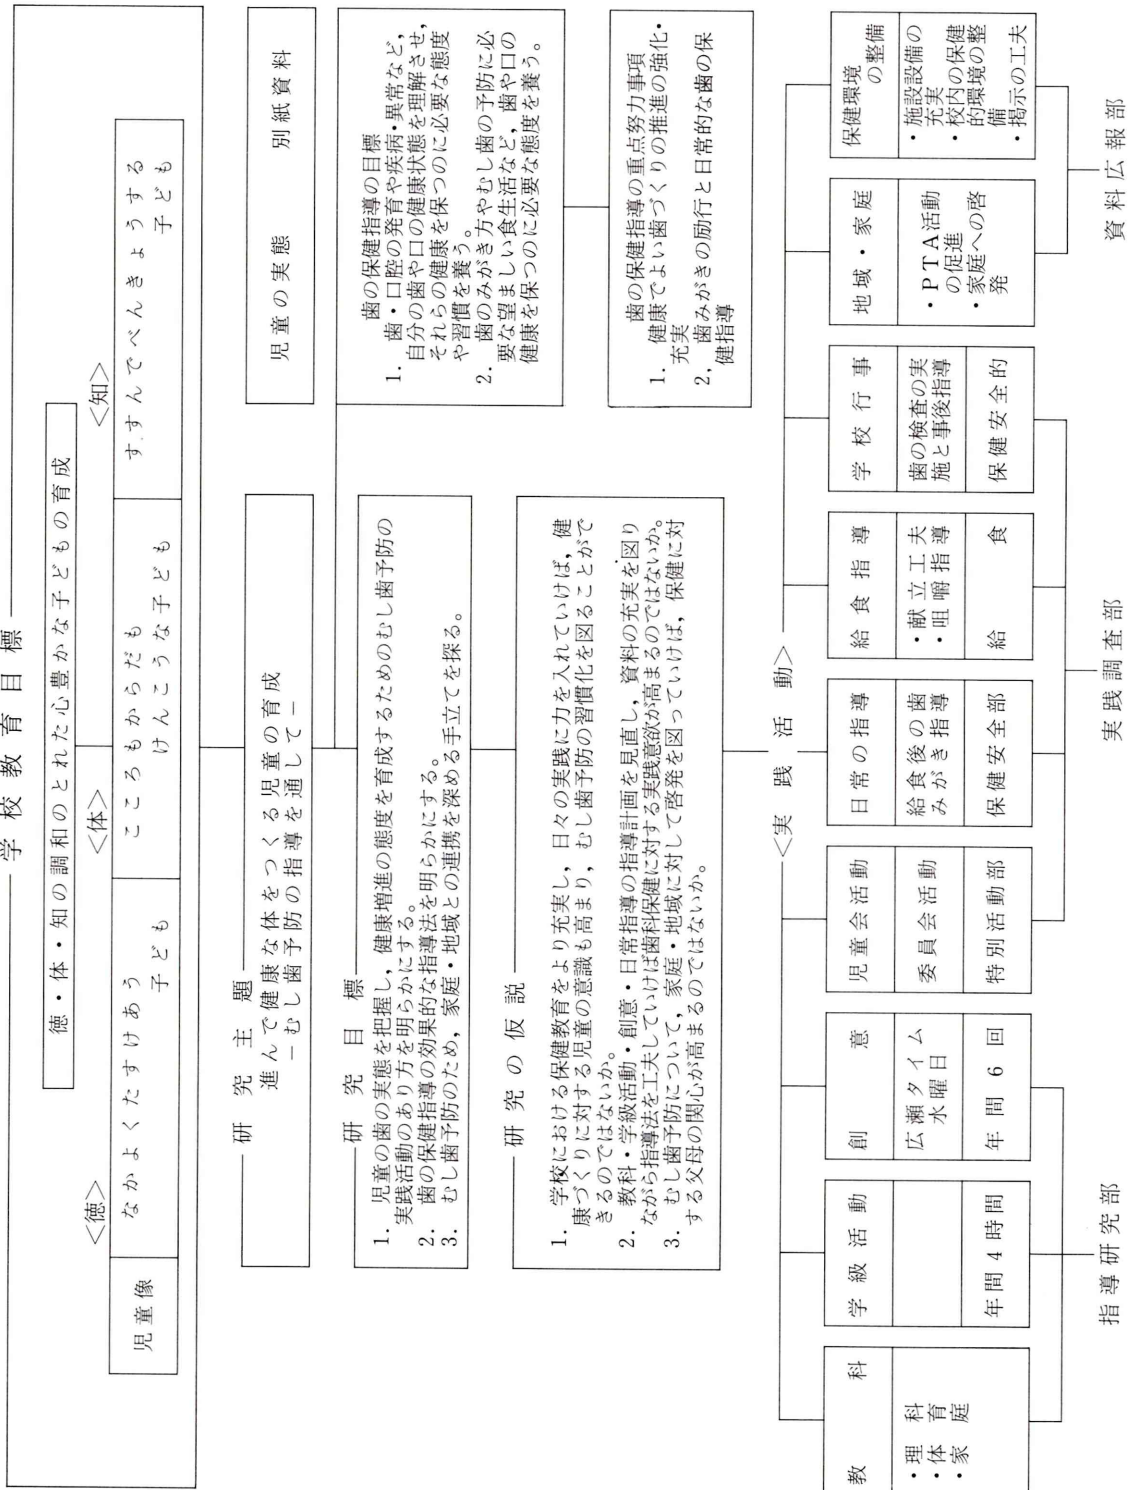 学校教育目標
徳・体・知の調和のとれた心豊かな子どもの育成
<徳>
<体>
<知>
児童像
なかよくたすけあう
子ども
こころもからだも
けんこうな子ども
すすんでべんきょうする
子ども
研究主題
進んで健康な体をつくる児童の育成
−むし歯予防の指導を通して−
児童の実態　別紙資料
研究目標
1.　児童の歯の実態を把握し，健康増進の態度を育成するためのむし歯予防の
実践活動のあり方を明らかにする。
2.　歯の保健指導の効果的な指導法を明らかにする。
3.　むし歯予防のため，家庭・地域との連携を深める手立てを探る。
歯の保健指導の目標
1.　歯・口腔の発育や疾病・異常など，
自分の歯や口の健康状態を理解させ，
それらの健康を保つのに必要な態度
や習慣を養う。
2.　歯のみがき方やむし歯の予防に必
要な望ましい食生活など，歯や口の
健康を保つのに必要な態度を養う。
研究の仮説
1.　学校における保健教育をより充実し，日々の実践に力を入れていけば，健
康づくりに対する児童の意識も高まり，むし歯予防の習慣化を図ることがで
きるのではないか。
2.　教科・学級活動・創意・日常指導の指導計画を見直し，資料の充実を図り
ながら指導法を工夫していけば歯科保健に対する実践意欲が高まるのではないか。
3.　むし歯予防について，家庭・地域に対して啓発を図っていけば，保健に対
する父母の関心が高まるのではないか。
歯の保健指導の重点努力事項
1.　健康でよい歯づくりの推進の強化・
充実
2,　歯みがきの励行と日常的な歯の保
健指導
<実践活動>
教科
・理科
・体育
・家庭
学級活動
年間4時間
創意
広瀬タイム
水曜日
年間6回
児童会活動
委員会活動
特別活動部
日常の指導
給食後の歯
みがき指導
保健安全部
給食指導
・献立工夫
・咀嚼指導
給食
学校行事
歯の検査の実
施と事後指導
保健安全的
地域・家庭
・PTA活動
の促進
・家庭への啓
発
保健環境
の整備
・施設設備の
充実
・校内の保健
的環境の整
備
・掲示の工夫
指導研究部
実践調査部
資料広報部